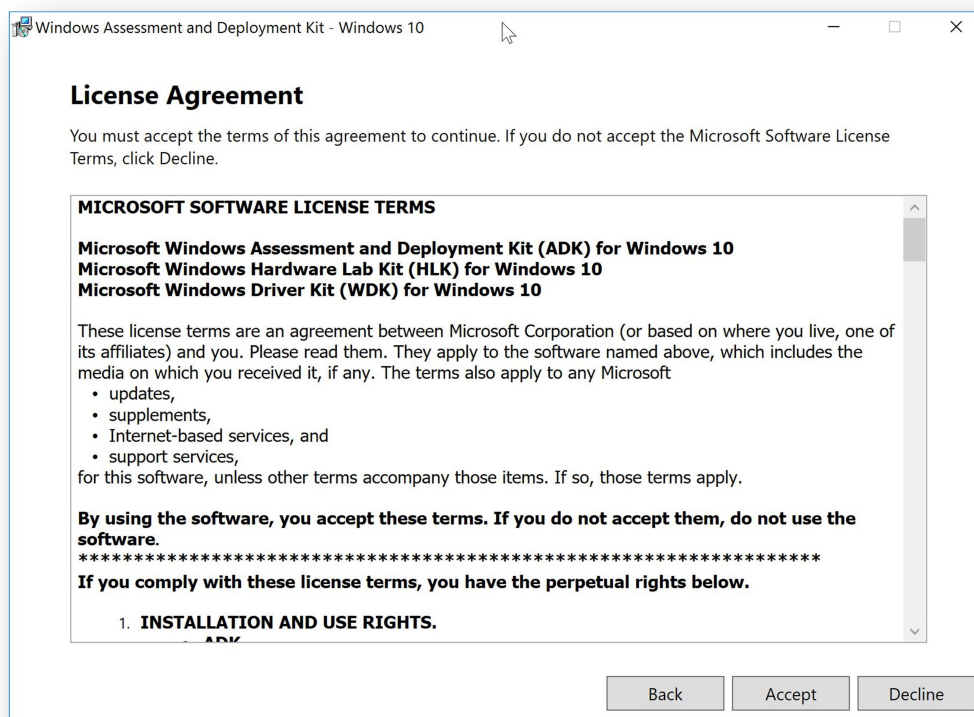 Windows Assessment and Deployment Kit - Windows 10
License Agreement
You must accept the terms of this agreement to continue. If you do not accept the Microsoft Software License
Terms, click Decline.
MICROSOFT SOFTWARE LICENSE TERMS
Microsoft Windows Assessment and Deployment Kit (ADK) for Windows 10
Microsoft Windows Hardware Lab Kit (HLK) for Windows 10
Microsoft Windows Driver Kit (WDK) for Windows 10
These license terms are an agreement between Microsoft Corporation (or based on where you live, one of
its affiliates) and you. Please read them. They apply to the software named above, which includes the
media on which you received it, if any. The terms also apply to any Microsoft
• updates,
• supplements,
• Internet-based services, and
• support services,
for this software, unless other terms accompany those items. If so, those terms apply.
By using the software, you accept these terms. If you do not accept them, do not use the
software.
*******************************************************************
If you comply with these license terms, you have the perpetual rights below.
1. INSTALLATION AND USE RIGHTS.
• ADK
Back
Accept
Decline